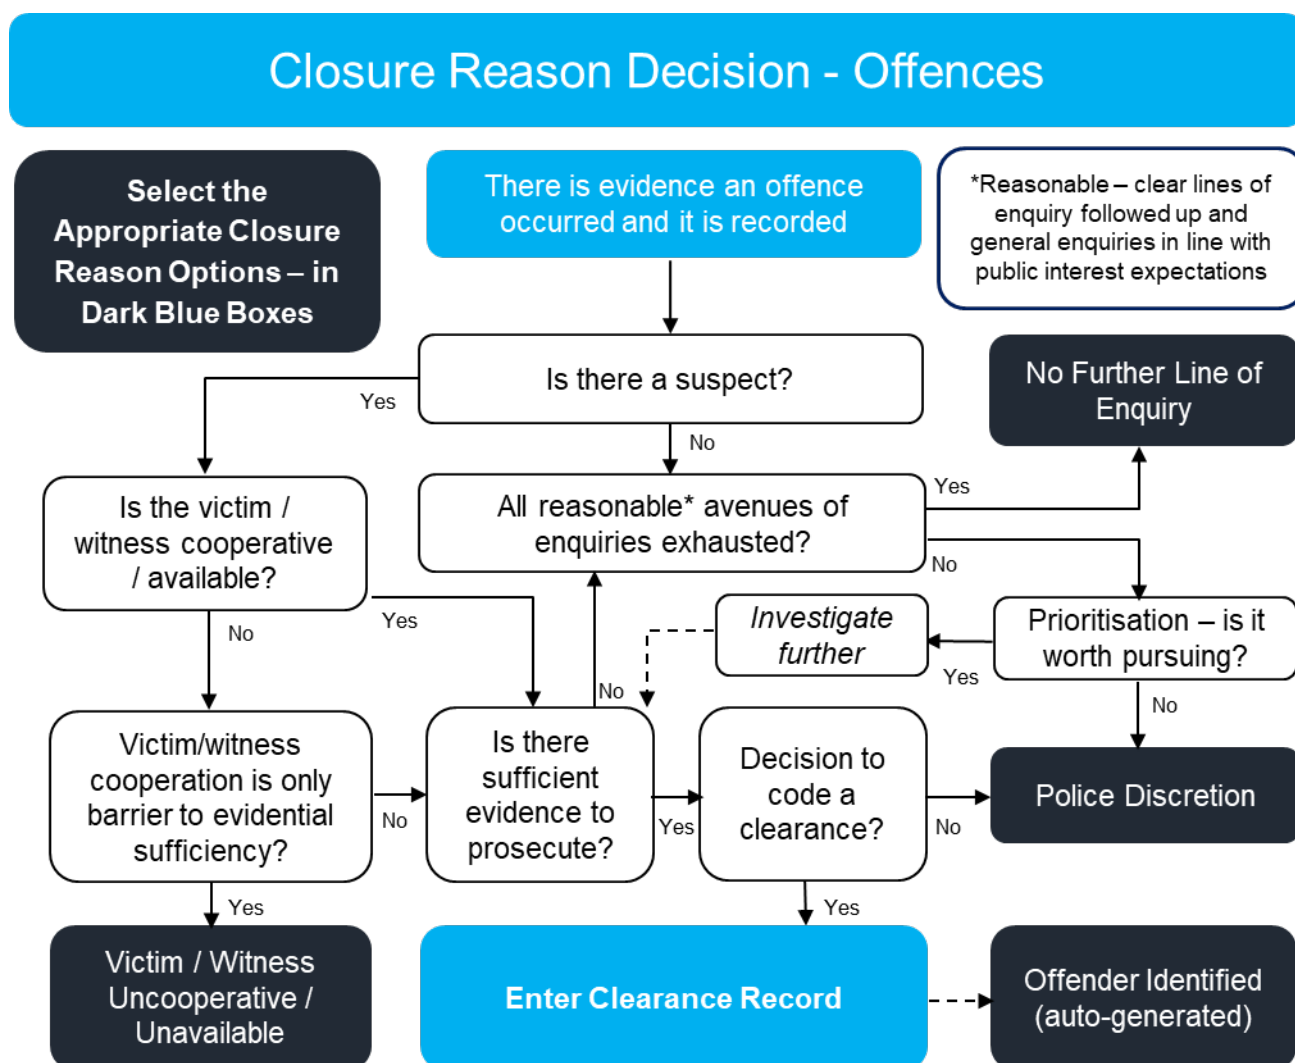 Closure Reason Decision - Offences
Select the
Appropriate Closure
Reason Options – in
Dark Blue Boxes
There is evidence an offence
occurred and it is recorded
*Reasonable – clear lines of
enquiry followed up and
general enquiries in line with
public interest expectations
Is there a suspect?
Yes
No
No Further Line of
Enquiry
Is the victim /
witness cooperative
/ available?
All reasonable* avenues of
enquiries exhausted?
Yes
No
No
Yes
Investigate
further
Yes
Prioritisation – is it
worth pursuing?
No
No
Victim/witness
cooperation is only
barrier to evidential
sufficiency?
No
Is there
sufficient
evidence to
prosecute?
Yes
Decision to
code a
clearance?
No
Police Discretion
Yes
Yes
Victim / Witness
Uncooperative /
Unavailable
Enter Clearance Record
Offender Identified
(auto-generated)